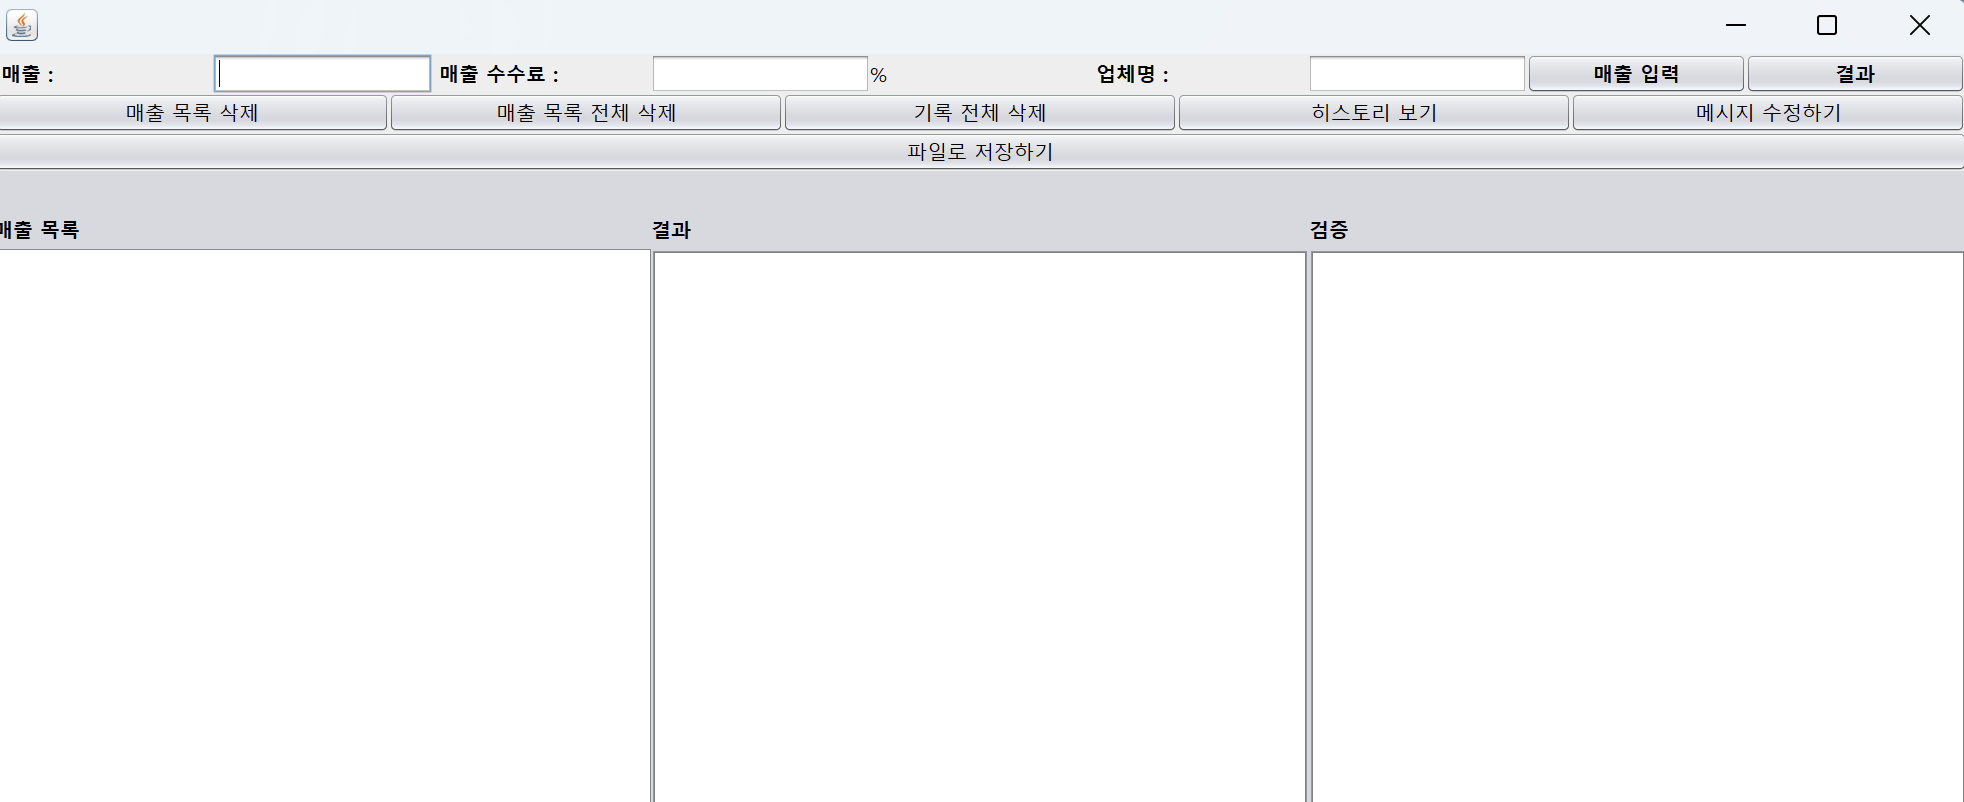 매출 : 매출 수수료 : % 업체명 : 매출 입력 결과
매출 목록 삭제 매출 목록 전체 삭제 기록 전체 삭제 히스토리 보기 메시지 수정하기
파일로 저장하기
매출 목록 결과 검증